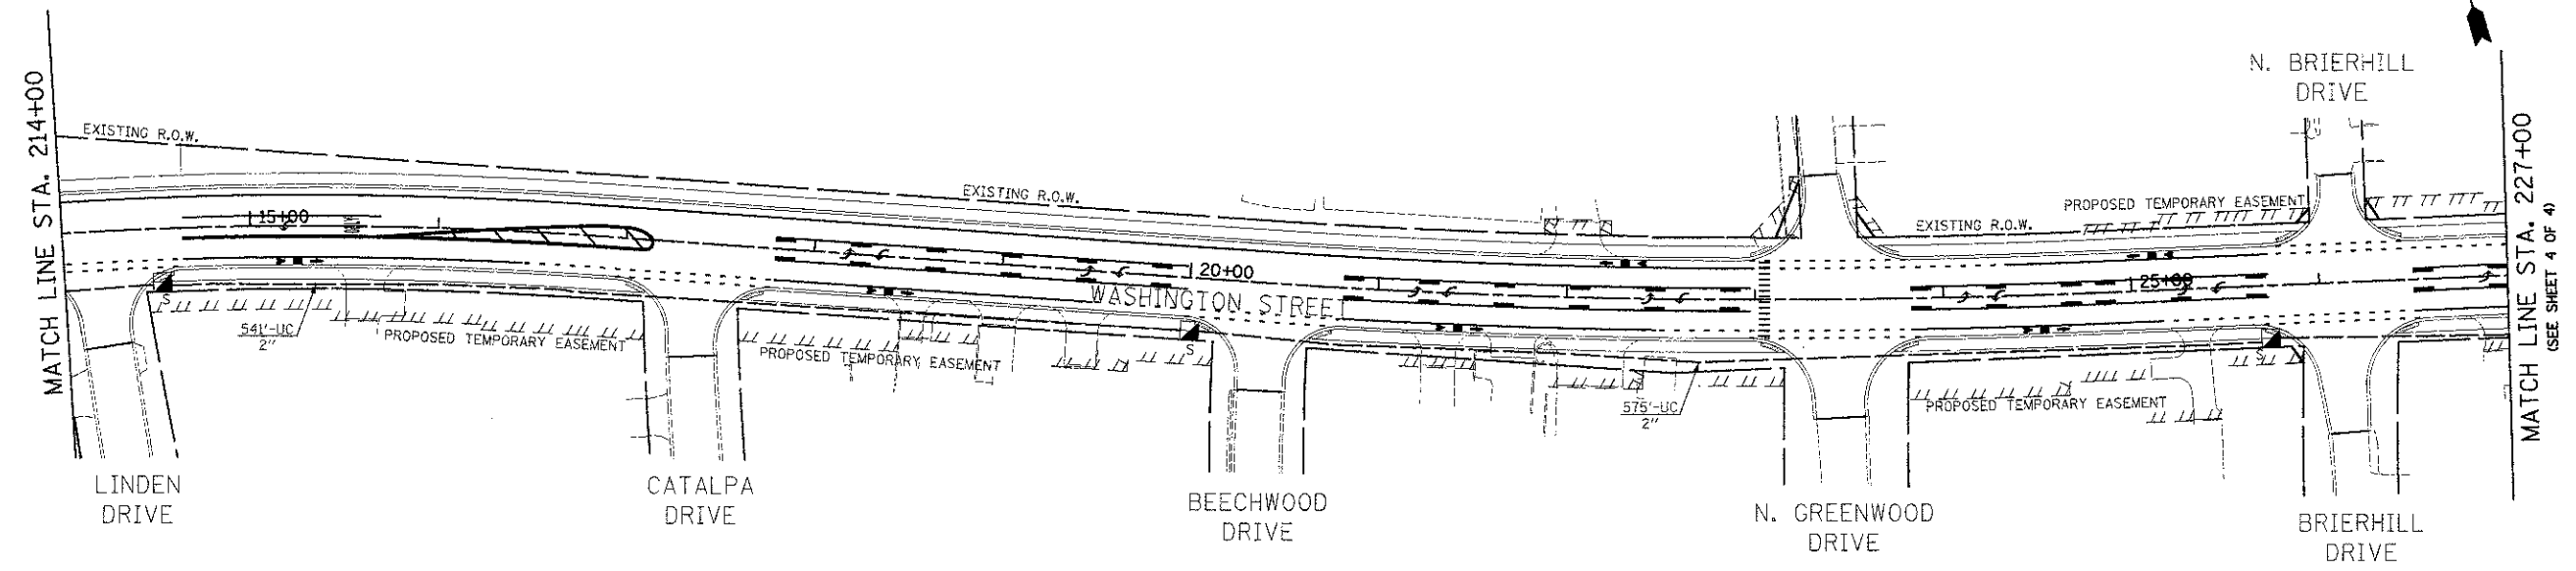 MATCH LINE STA. 214+00
EXISTING R.O.W.
15+00
S
541'-UC
2"
PROPOSED TEMPORARY EASEMENT
LINDEN
DRIVE
CATALPA
DRIVE
EXISTING R.O.W.
20+00
WASHINGTON STREET
PROPOSED TEMPORARY EASEMENT
S
BEECHWOOD
DRIVE
575'-UC
2"
N. GREENWOOD
DRIVE
N. BRIERHILL
DRIVE
PROPOSED TEMPORARY EASEMENT
EXISTING R.O.W.
25+00
S
PROPOSED TEMPORARY EASEMENT
BRIERHILL
DRIVE
MATCH LINE STA. 227+00
(SEE SHEET 4 OF 4)